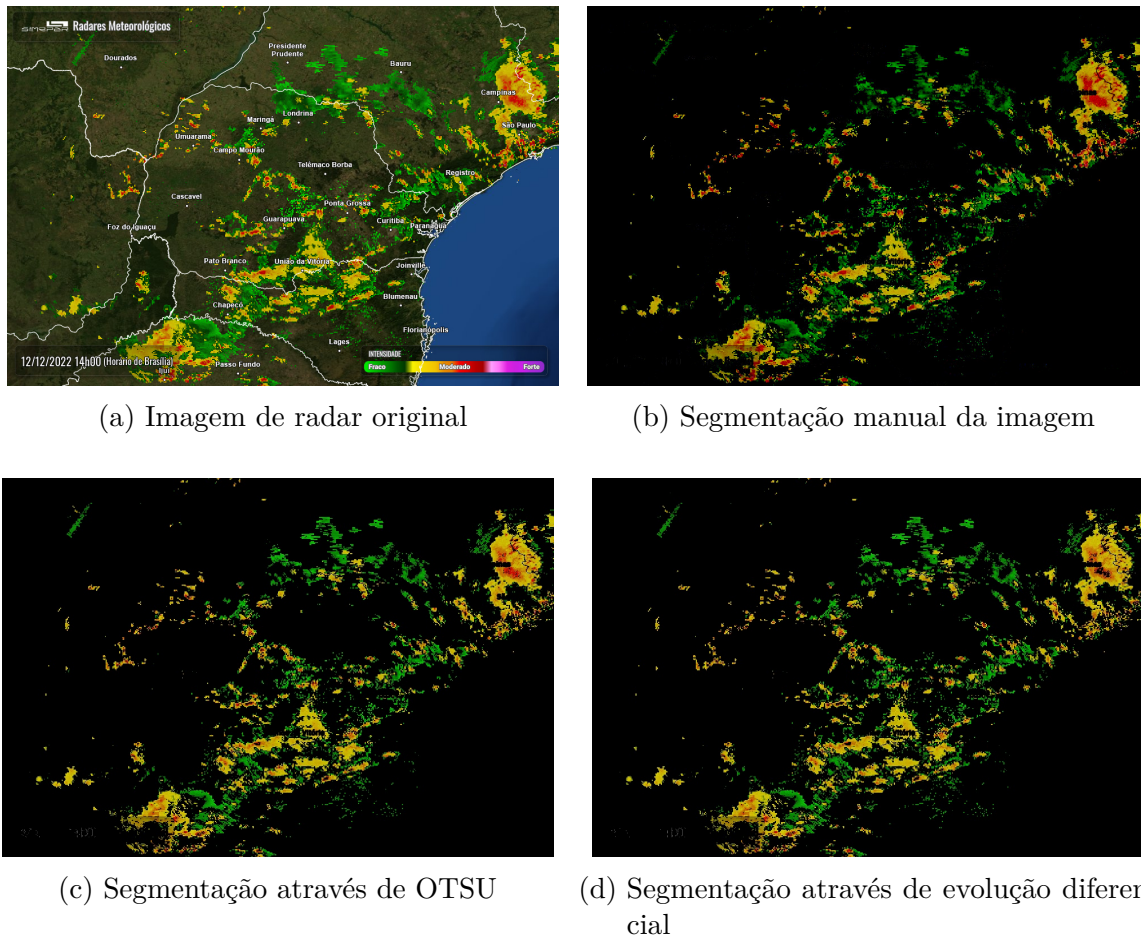 SIMEPAR Radares Meteorológicos
Presidente
Prudente
Dourados
Bauru
Campinas
Maringá
Londrina
São Paulo
Umuarama
Campo Mourão
Telêmaco Borba
Registro
Cascavel
Ponta Grossa
Guarapuava
Curitiba
Foz do Iguaçu
Paranaguá
Pato Branco
União da Vitória
Joinville
Blumenau
Chapecó
Florianópolis
Lages
12/12/2022 14h00 (Horário de Brasília)
Ijuí
Passo Fundo
INTENSIDADE
Fraco Moderado Forte
(a) Imagem de radar original
(b) Segmentação manual da imagem
(c) Segmentação através de OTSU
(d) Segmentação através de evolução diferen
cial